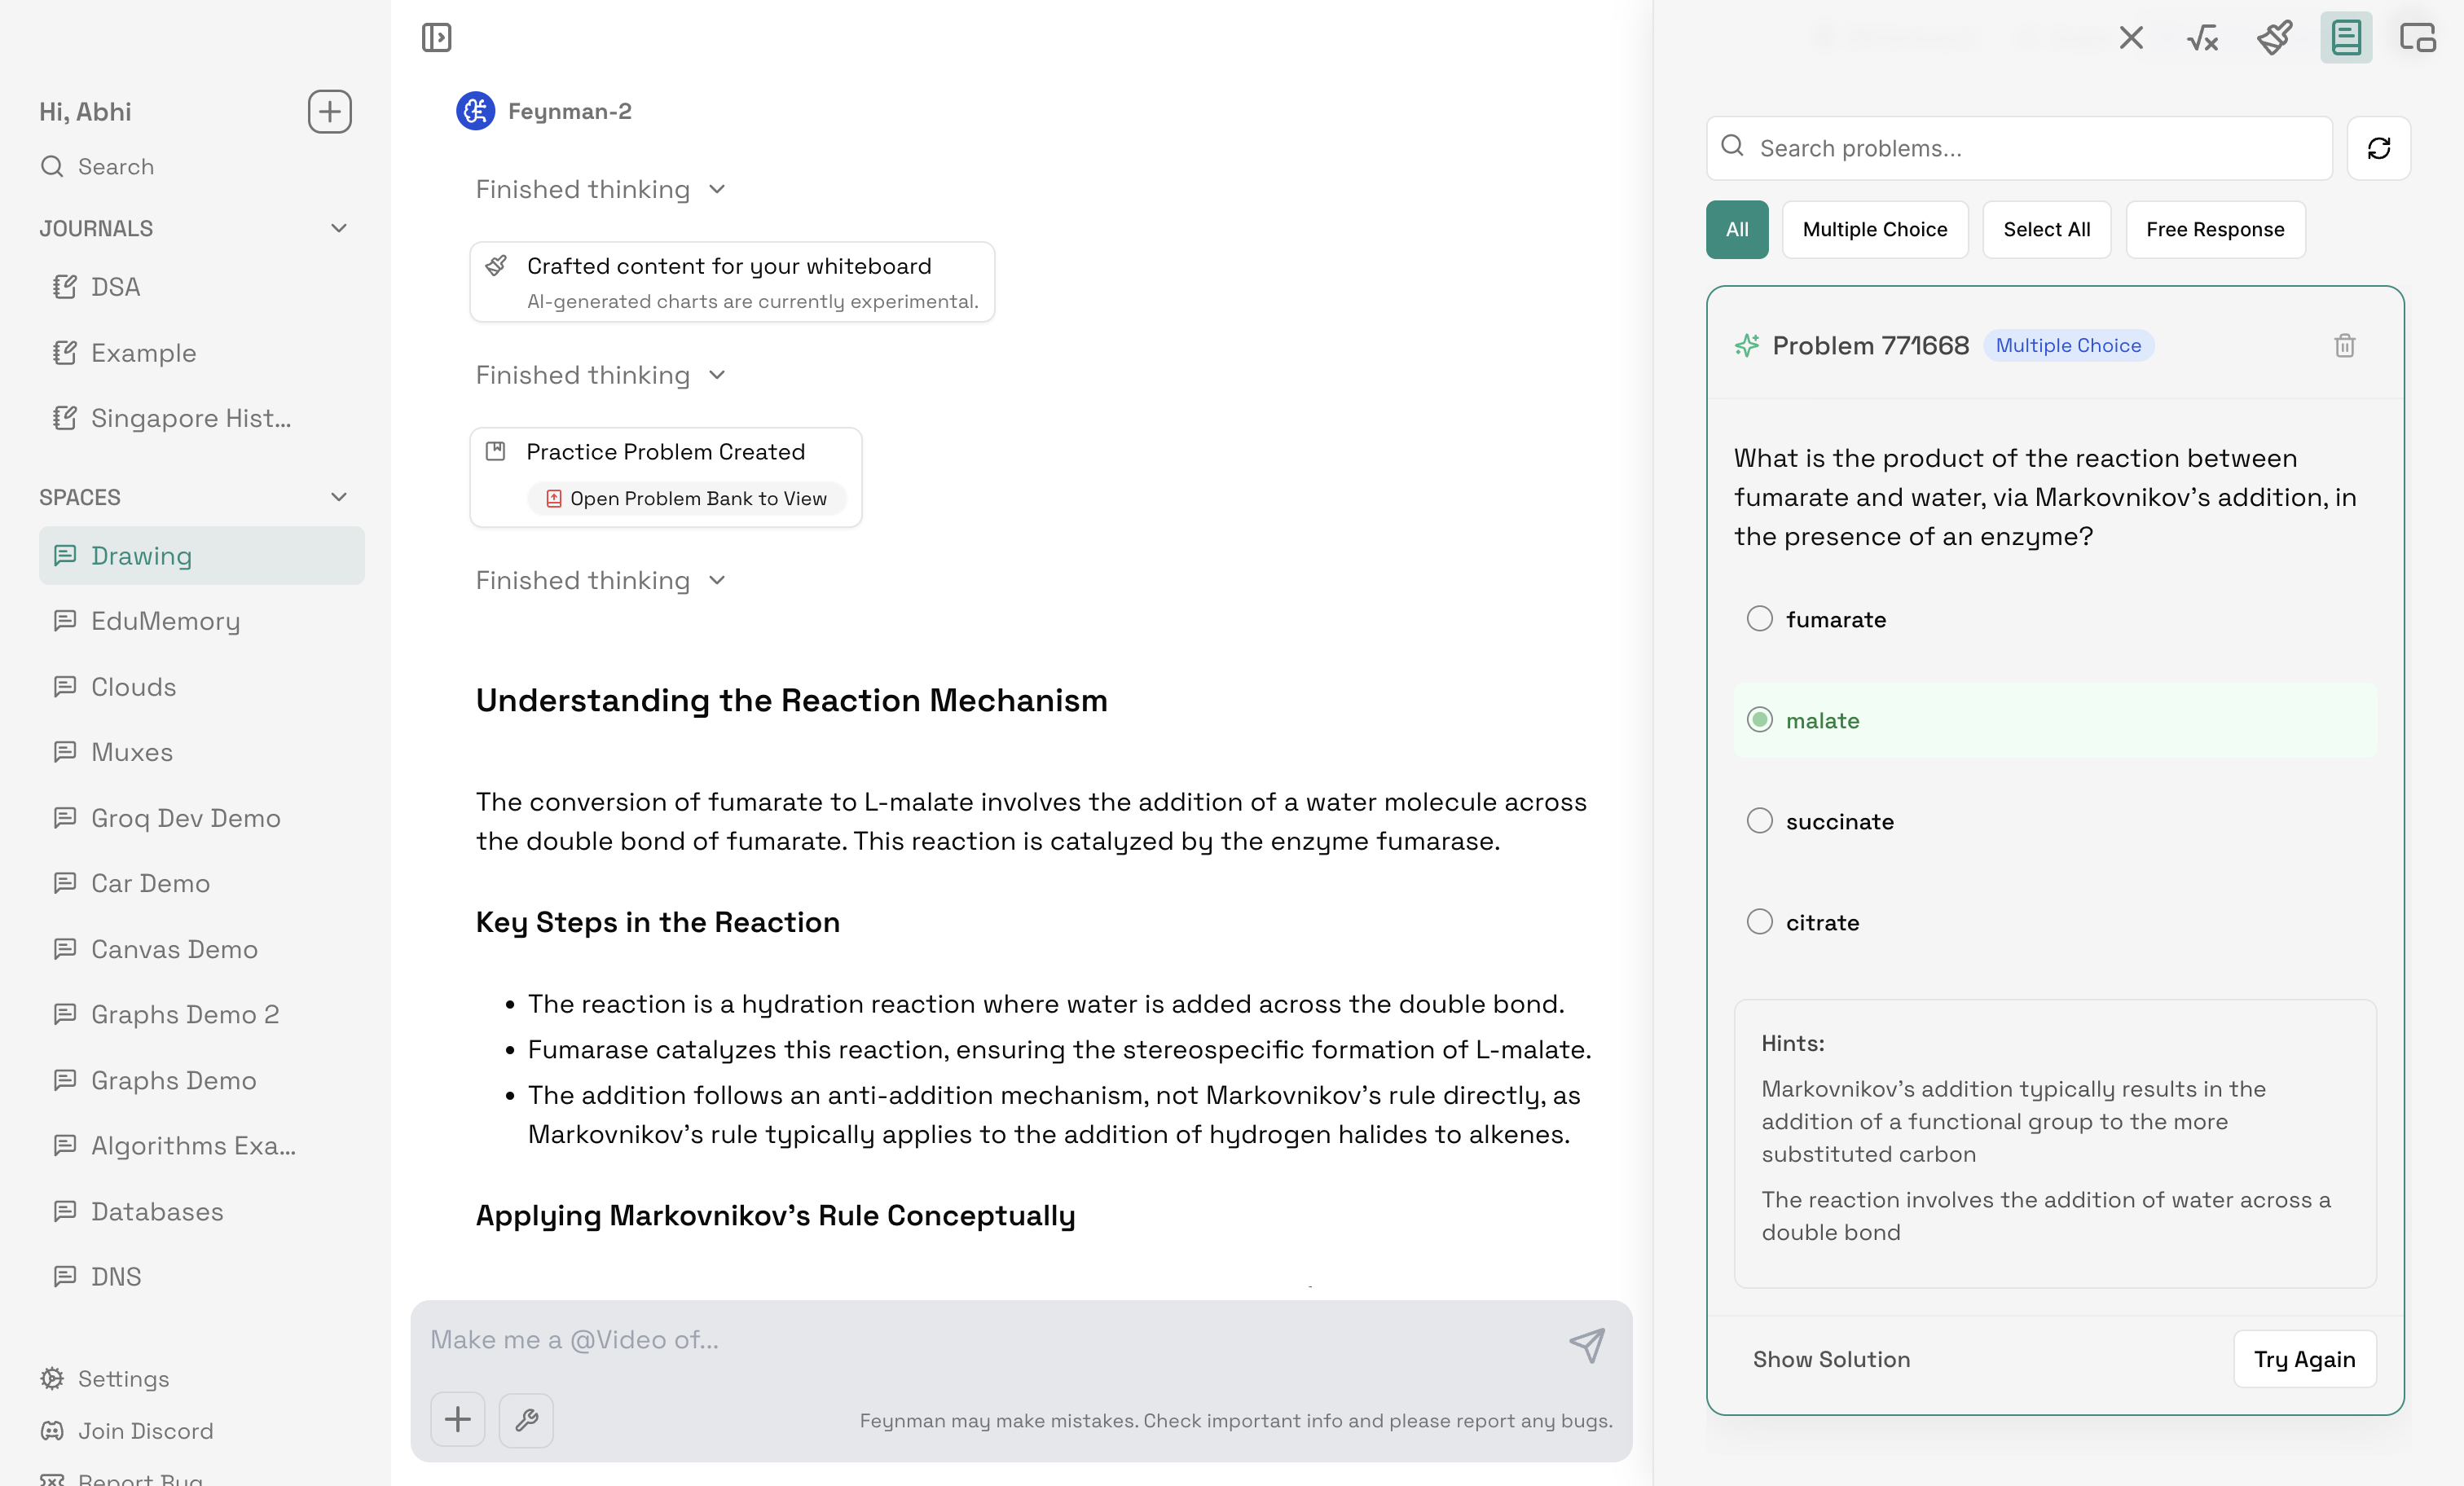 Hi, Abhi
Search
JOURNALS
DSA
Example
Singapore Hist...
SPACES
Drawing
EduMemory
Clouds
Muxes
Groq Dev Demo
Car Demo
Canvas Demo
Graphs Demo 2
Graphs Demo
Algorithms Exa...
Databases
DNS
Settings
Join Discord
Report Bug
Feynman-2
Finished thinking
Crafted content for your whiteboard
AI-generated charts are currently experimental.
Finished thinking
Practice Problem Created
Open Problem Bank to View
Finished thinking
Understanding the Reaction Mechanism
The conversion of fumarate to L-malate involves the addition of a water molecule across
the double bond of fumarate. This reaction is catalyzed by the enzyme fumarase.
Key Steps in the Reaction
• The reaction is a hydration reaction where water is added across the double bond.
• Fumarase catalyzes this reaction, ensuring the stereospecific formation of L-malate.
• The addition follows an anti-addition mechanism, not Markovnikov's rule directly, as
Markovnikov's rule typically applies to the addition of hydrogen halides to alkenes.
Applying Markovnikov's Rule Conceptually
Make me a @Video of...
Feynman may make mistakes. Check important info and please report any bugs.
√x
Search problems...
All
Multiple Choice
Select All
Free Response
Problem 771668
Multiple Choice
What is the product of the reaction between
fumarate and water, via Markovnikov's addition, in
the presence of an enzyme?
fumarate
malate
succinate
citrate
Hints:
Markovnikov's addition typically results in the
addition of a functional group to the more
substituted carbon
The reaction involves the addition of water across a
double bond
Show Solution
Try Again